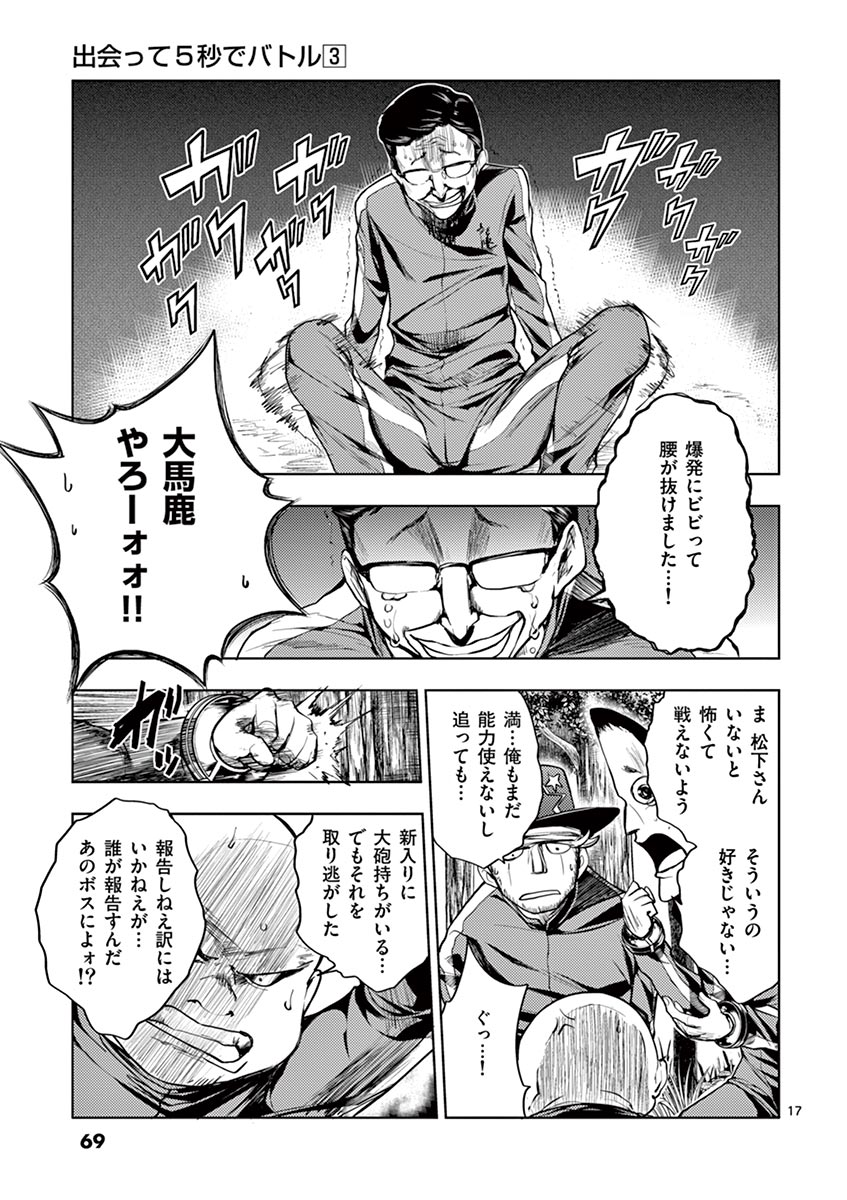 出会って5秒でバトル 3
ガク
ガク
ガク
ガク
爆発にビビって
腰が抜けました…!
大馬鹿
やろーォォ!!
ま 松下さん
いないと
怖くて
戦えないよう
そういうの
好きじゃない…
満…俺もまだ
能力使えないし
追っても…
ぐっ…!
ガッ
新入りに
大砲持ちがいる…
でもそれを
取り逃がした
報告しねえ訳には
いかねえが…
誰が報告すんだ
あのボスによォ!?
17
69